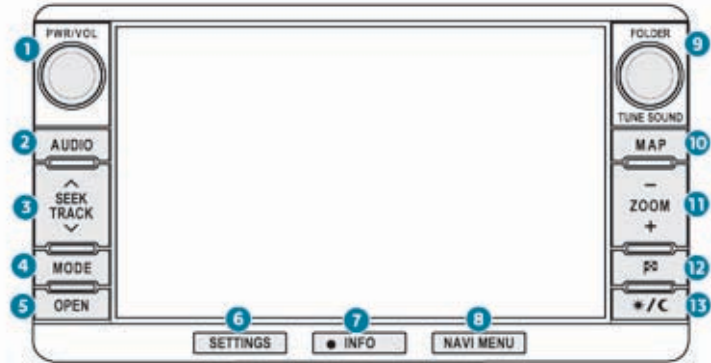 PWR/VOL
1
2
AUDIO
3
SEEK
TRACK
4
MODE
5
OPEN
6
SETTINGS
7
INFO
8
NAVI MENU
FOLDER
9
TUNE SOUND
MAP
10
−
ZOOM
11
+
12
13